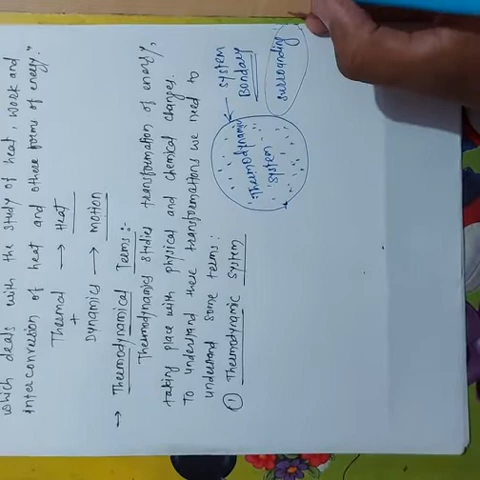 which deals with the study of heat, work and
interconversion of heat and other forms of energy."
Thermal → Heat
+
Dynamics → motion
→ Thermodynamical Terms:-
Thermodynamics studies transformation of energy,
taking place with physical and chemical changes.
To understand these transformations we need to
understand some terms:
① Thermodynamic System
Thermodynamic
System
System
Bondary
surrounding